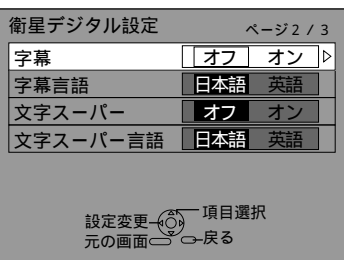 衛星デジタル設定 ページ2 / 3
字幕 オフ オン
字幕言語 日本語 英語
文字スーパー オフ オン
文字スーパー言語 日本語 英語
設定変更 項目選択
元の画面 戻る